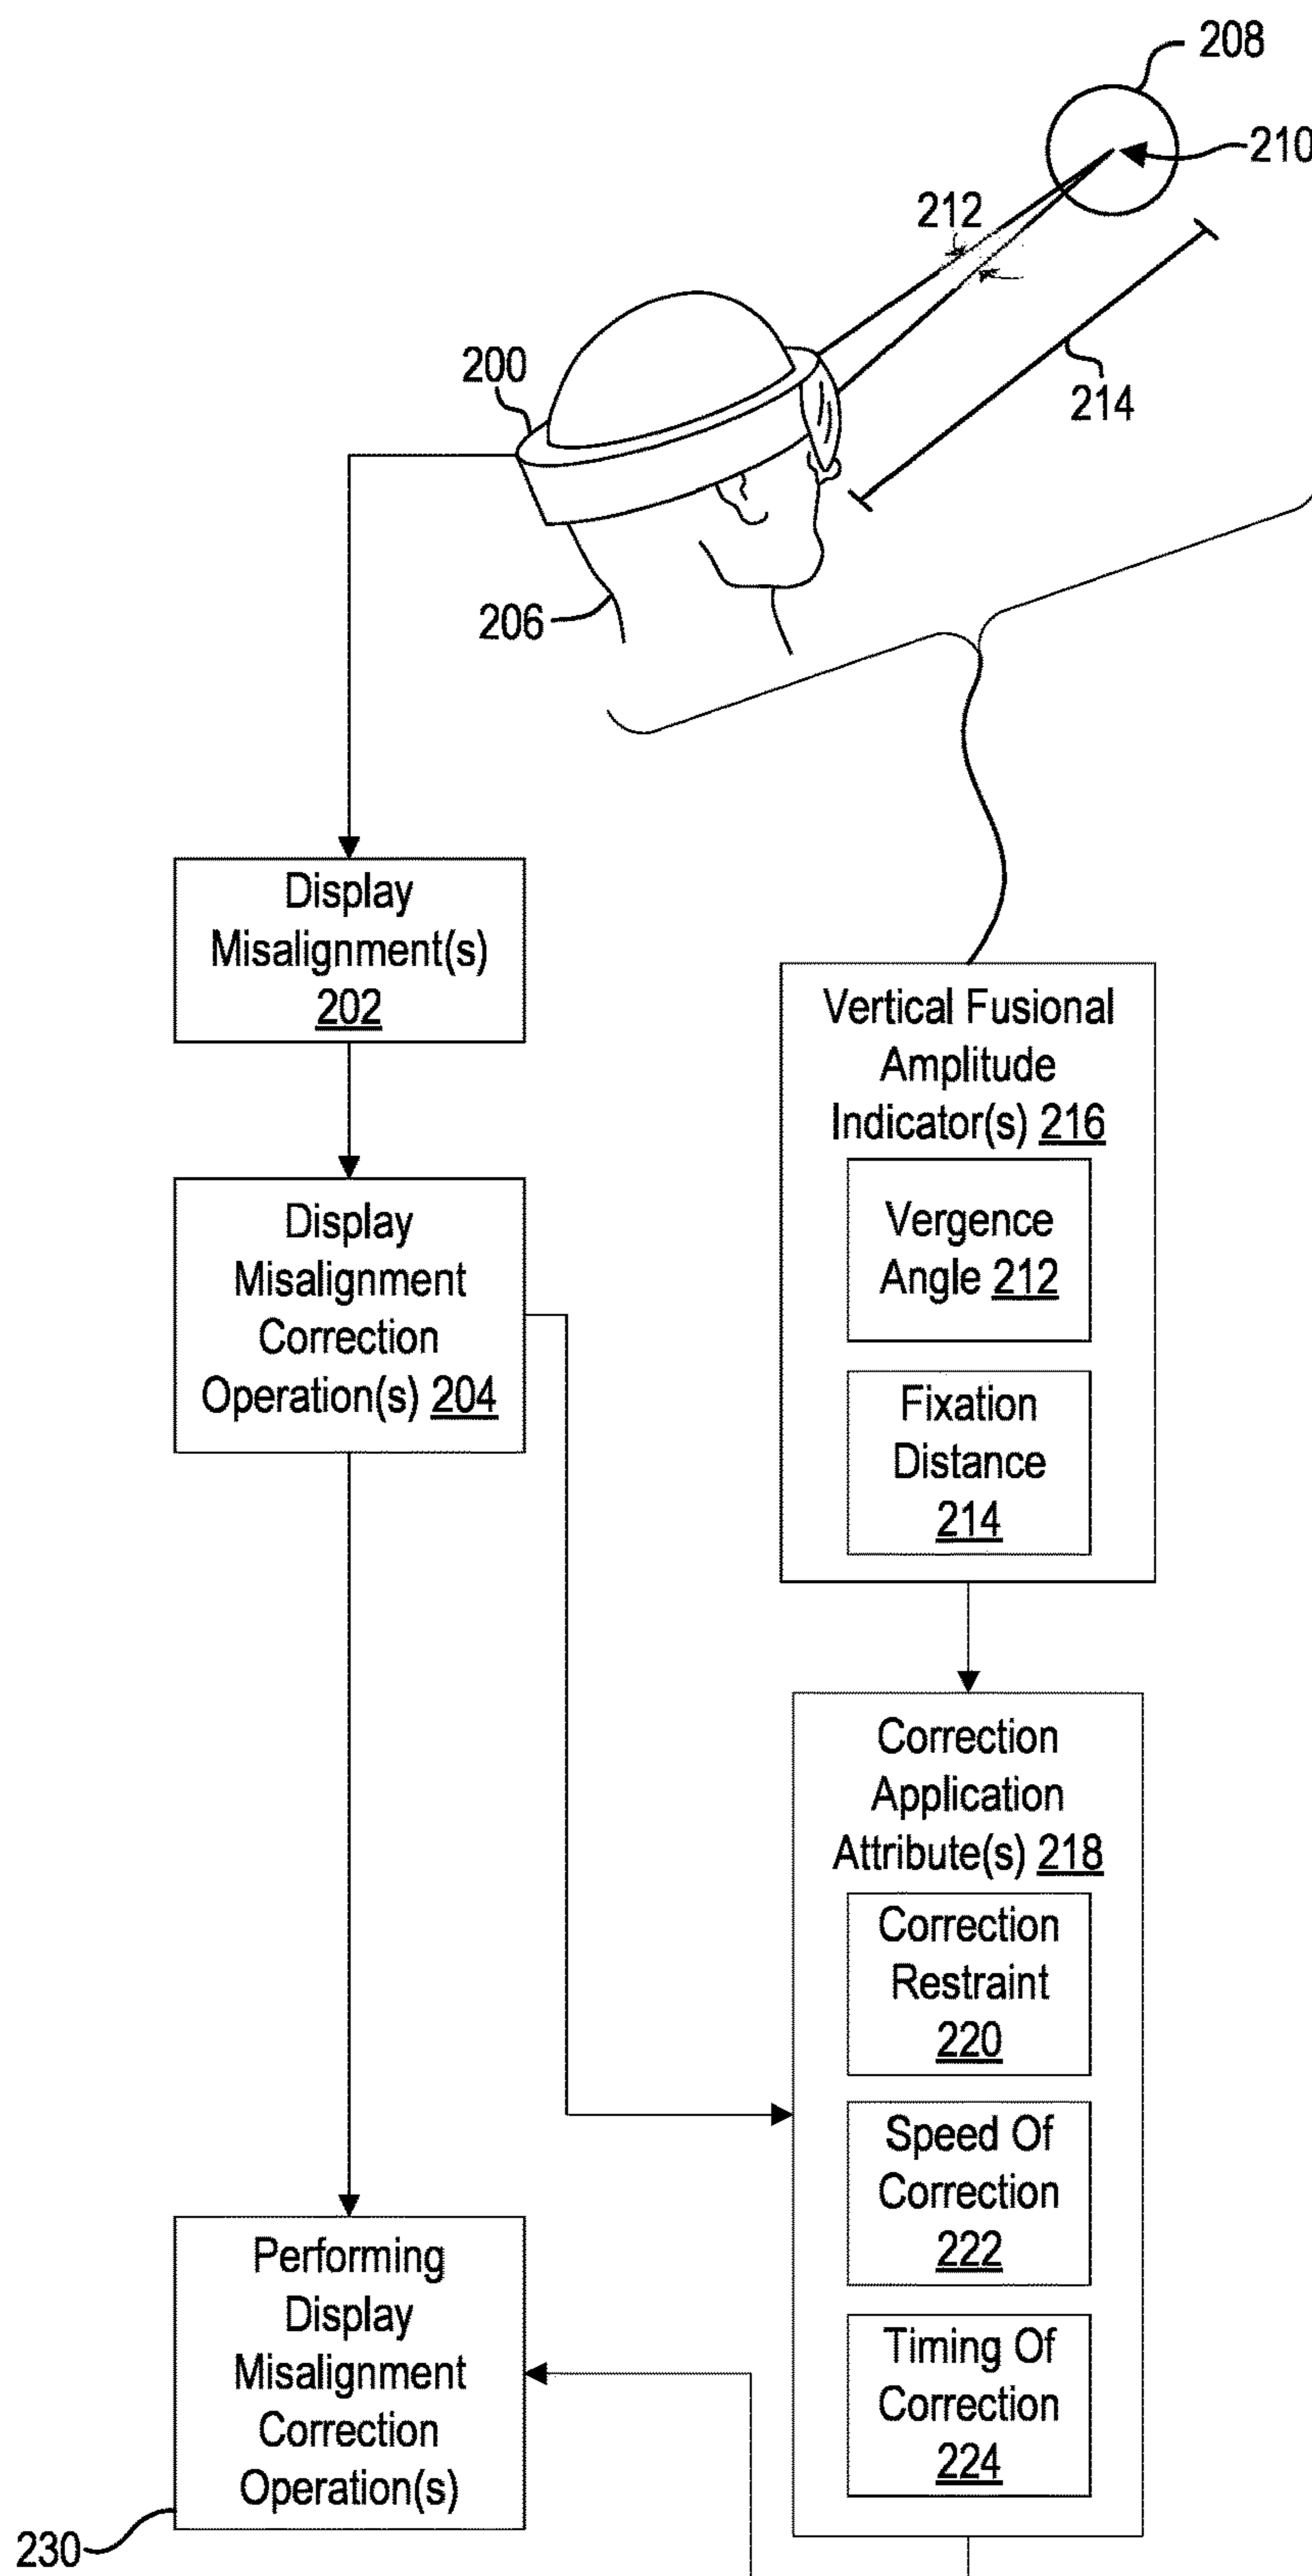 208
210
212
200
214
206
Display
Misalignment(s)
202
Display
Misalignment
Correction
Operation(s) 204
Vertical Fusional
Amplitude
Indicator(s) 216
Vergence
Angle 212
Fixation
Distance
214
Correction
Application
Attribute(s) 218
Correction
Restraint
220
Speed Of
Correction
222
Timing Of
Correction
224
Performing
Display
Misalignment
Correction
Operation(s)
230